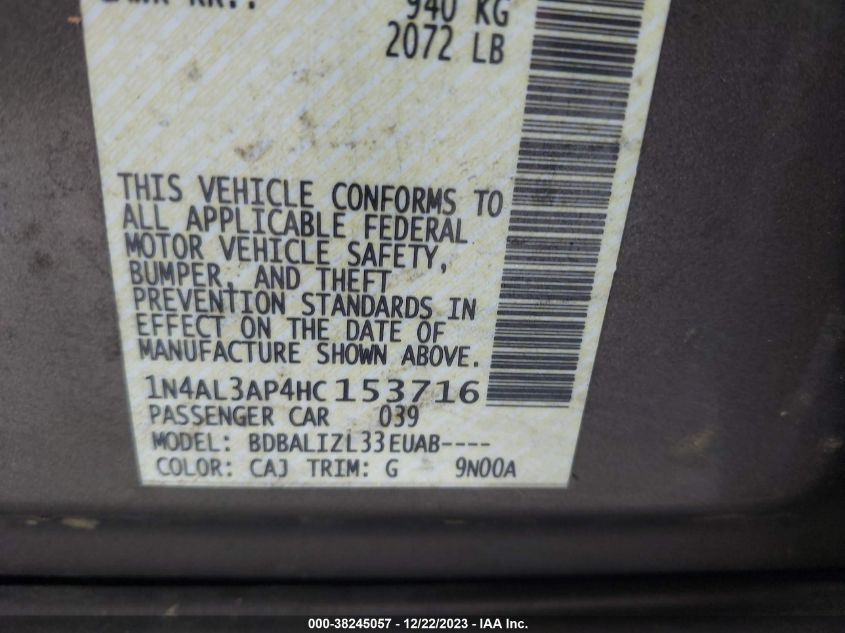 940 KG
2072 LB
THIS VEHICLE CONFORMS TO
ALL APPLICABLE FEDERAL
MOTOR VEHICLE SAFETY,
BUMPER, AND THEFT
PREVENTION STANDARDS IN
EFFECT ON THE DATE OF
MANUFACTURE SHOWN ABOVE.
1N4AL3AP4HC153716
PASSENGER CAR 039
MODEL: BDBALIZL33EUAB----
COLOR: CAJ TRIM: G 9N00A
000-38245057 - 12/22/2023 - IAA Inc.